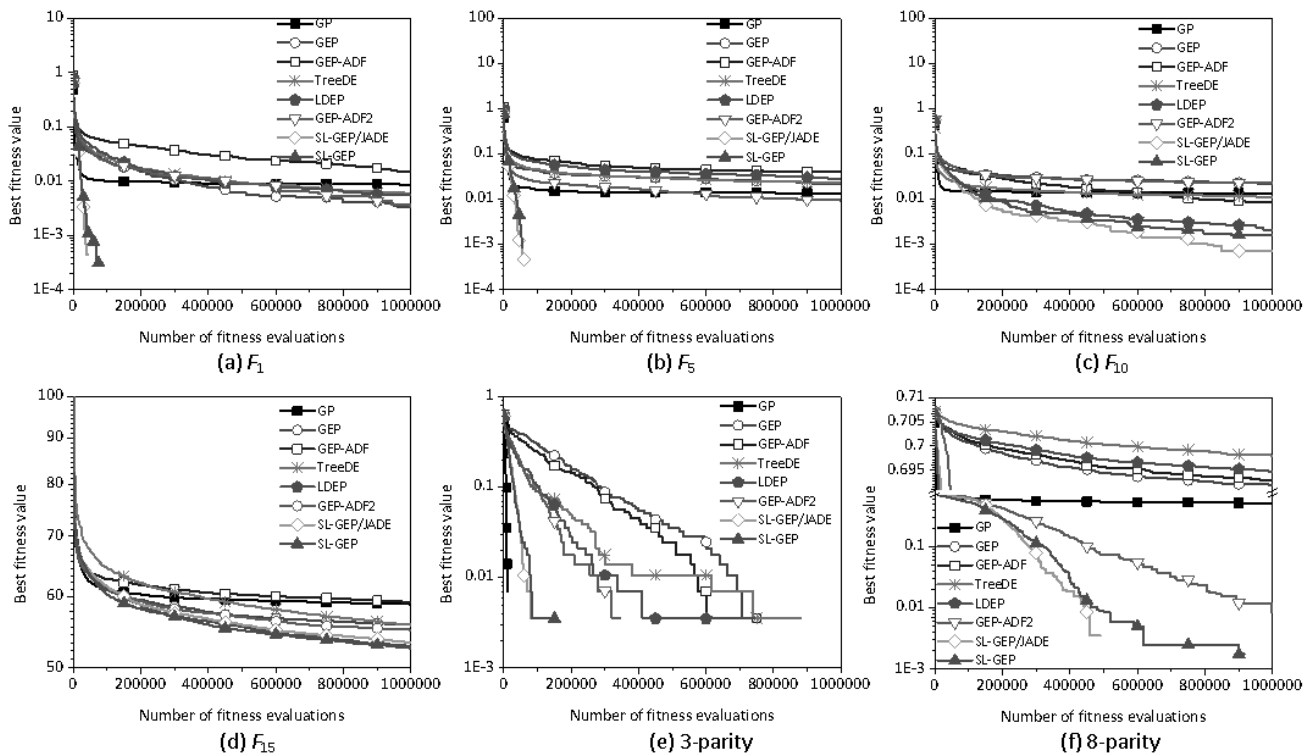 10
1
0.1
0.01
1E-3
1E-4
Best fitness value
GP
GEP
GEP-ADF
TreeDE
LDEP
GEP-ADF2
SL-GEP/JADE
SL-GEP
0 200000 400000 600000 800000 1000000
Number of fitness evaluations
(a) F1
100
10
1
0.1
0.01
1E-3
1E-4
Best fitness value
GP
GEP
GEP-ADF
TreeDE
LDEP
GEP-ADF2
SL-GEP/JADE
SL-GEP
0 200000 400000 600000 800000 1000000
Number of fitness evaluations
(b) F5
100
10
1
0.1
0.01
1E-3
1E-4
Best fitness value
GP
GEP
GEP-ADF
TreeDE
LDEP
GEP-ADF2
SL-GEP/JADE
SL-GEP
0 200000 400000 600000 800000 1000000
Number of fitness evaluations
(c) F10
100
90
80
70
60
50
Best fitness value
GP
GEP
GEP-ADF
TreeDE
LDEP
GEP-ADF2
SL-GEP/JADE
SL-GEP
0 200000 400000 600000 800000 1000000
Number of fitness evaluations
(d) F15
1
0.1
0.01
1E-3
Best fitness value
GP
GEP
GEP-ADF
TreeDE
LDEP
GEP-ADF2
SL-GEP/JADE
SL-GEP
0 200000 400000 600000 800000 1000000
Number of fitness evaluations
(e) 3-parity
0.71
0.705
0.7
0.695
0.1
0.01
1E-3
Best fitness value
GP
GEP
GEP-ADF
TreeDE
LDEP
GEP-ADF2
SL-GEP/JADE
SL-GEP
0 200000 400000 600000 800000 1000000
Number of fitness evaluations
(f) 8-parity